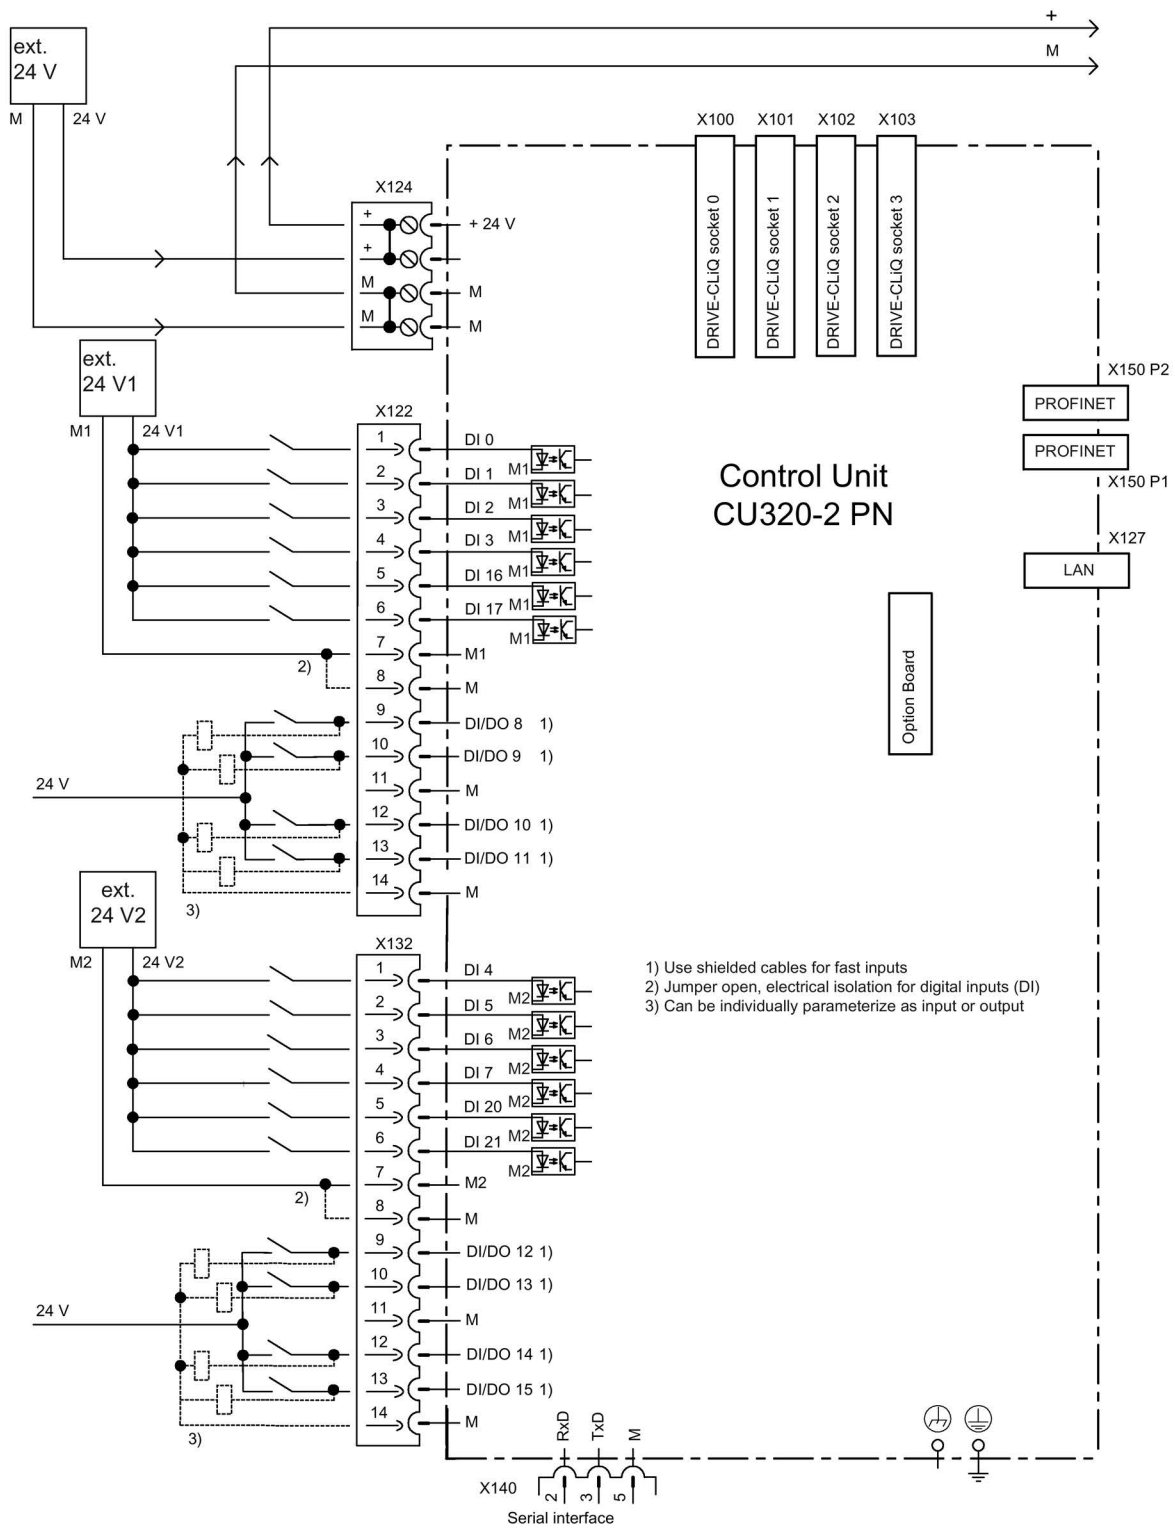 +
M
ext.
24 V
M
24 V
X100
X101
X102
X103
DRIVE-CLiQ socket 0
DRIVE-CLiQ socket 1
DRIVE-CLiQ socket 2
DRIVE-CLiQ socket 3
X124
+
+ 24 V
+
M
M
M
M
ext.
24 V1
M1
24 V1
X122
1
DI 0
M1
2
DI 1
M1
3
DI 2
M1
4
DI 3
M1
5
DI 16
M1
6
DI 17
M1
7
M1
2)
8
M
9
DI/DO 8 1)
10
DI/DO 9 1)
24 V
11
M
12
DI/DO 10 1)
13
DI/DO 11 1)
14
M
3)
Control Unit
CU320-2 PN
X150 P2
PROFINET
PROFINET
X150 P1
X127
LAN
Option Board
ext.
24 V2
M2
24 V2
X132
1
DI 4
M2
2
DI 5
M2
3
DI 6
M2
4
DI 7
M2
5
DI 20
M2
6
DI 21
M2
7
M2
2)
8
M
9
DI/DO 12 1)
10
DI/DO 13 1)
24 V
11
M
12
DI/DO 14 1)
13
DI/DO 15 1)
14
M
3)
1) Use shielded cables for fast inputs
2) Jumper open, electrical isolation for digital inputs (DI)
3) Can be individually parameterize as input or output
RxD
TxD
M
X140
2
3
5
Serial interface